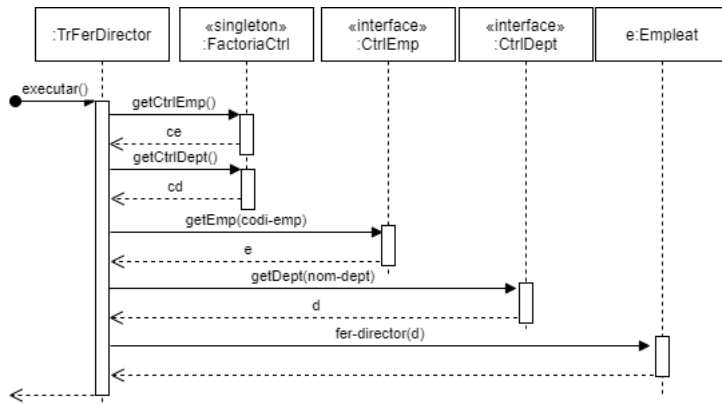 :TrFerDirector
«singleton»
:FactoriaCtrl
«interface»
:CtrlEmp
«interface»
:CtrlDept
e:Empleat
executar()
getCtrlEmp()
ce
getCtrlDept()
cd
getEmp(codi-emp)
e
getDept(nom-dept)
d
fer-director(d)